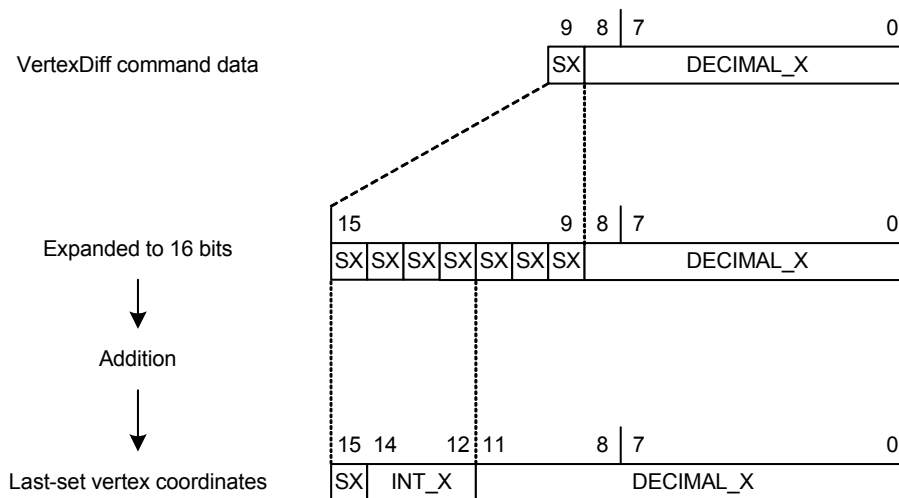 9 8 7 0
VertexDiff command data SX DECIMAL_X
15 9 8 7 0
Expanded to 16 bits SX SX SX SX SX SX SX DECIMAL_X
Addition
15 14 12 11 8 7 0
Last-set vertex coordinates SX INT_X DECIMAL_X